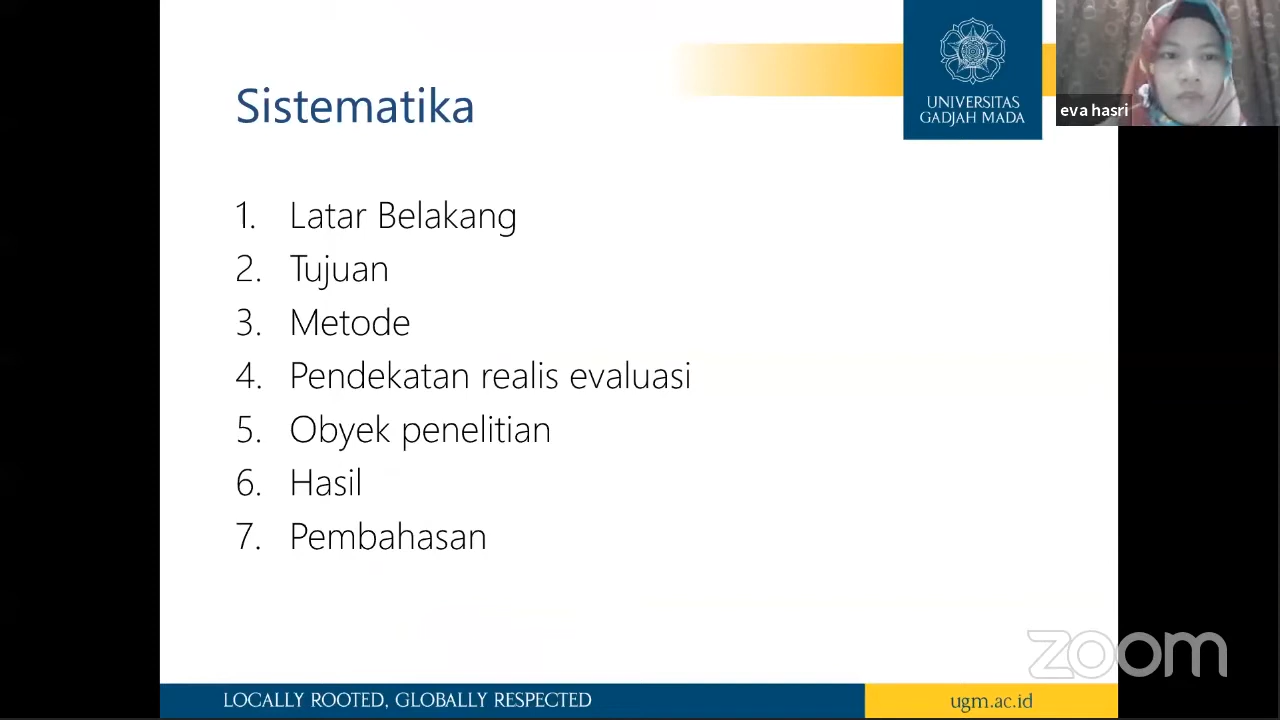 Sistematika
UNIVERSITAS
GADJAH MADA
eva hasri
1. Latar Belakang
2. Tujuan
3. Metode
4. Pendekatan realis evaluasi
5. Obyek penelitian
6. Hasil
7. Pembahasan
zoom
LOCALLY ROOTED, GLOBALLY RESPECTED
ugm.ac.id